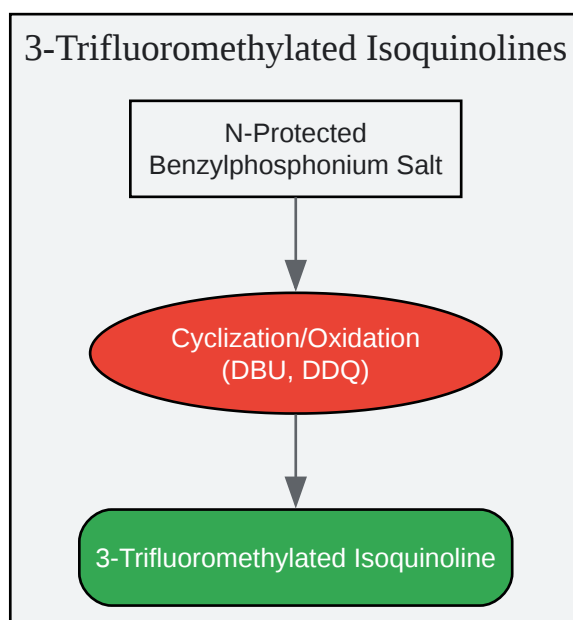 3-Trifluoromethylated Isoquinolines
N-Protected
Benzylphosphonium Salt
Cyclization/Oxidation
(DBU, DDQ)
3-Trifluoromethylated Isoquinoline